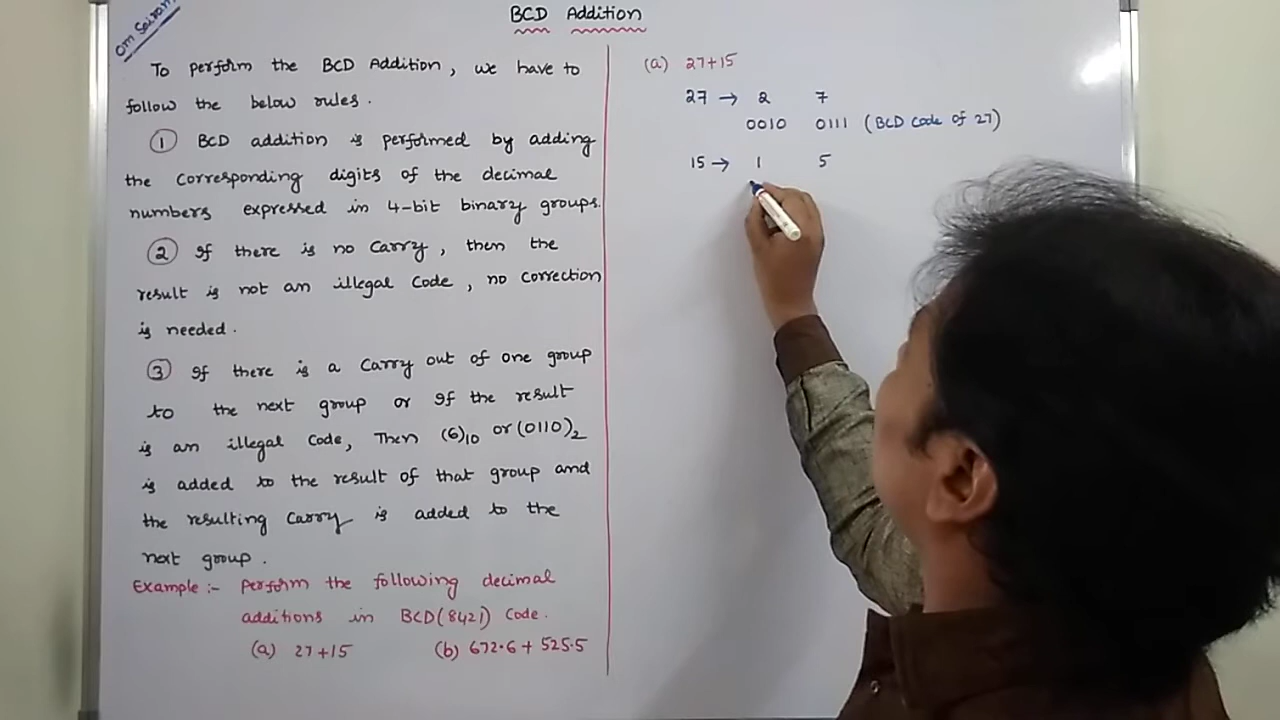 Om Sairam
BCD Addition
To perform the BCD Addition, we have to
follow the below rules.
① BCD addition is performed by adding
the corresponding digits of the decimal
numbers expressed in 4-bit binary groups.
② If there is no carry, then the
result is not an illegal code, no correction
is needed.
③ If there is a carry out of one group
to the next group or If the result
is an illegal code, Then (6)10 or (0110)2
is added to the result of that group and
the resulting carry is added to the
next group.
Example :- Perform the following decimal
additions in BCD(8421) code.
(a) 27+15 (b) 672.6 + 525.5
(a) 27+15
27 → 2 7
0010 0111 (BCD code of 27)
15 → 1 5